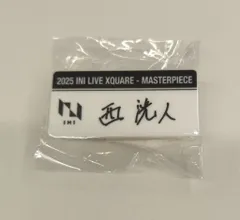 2025 INI LIVE XQUARE - MASTERPIECE
INI
西 洸人